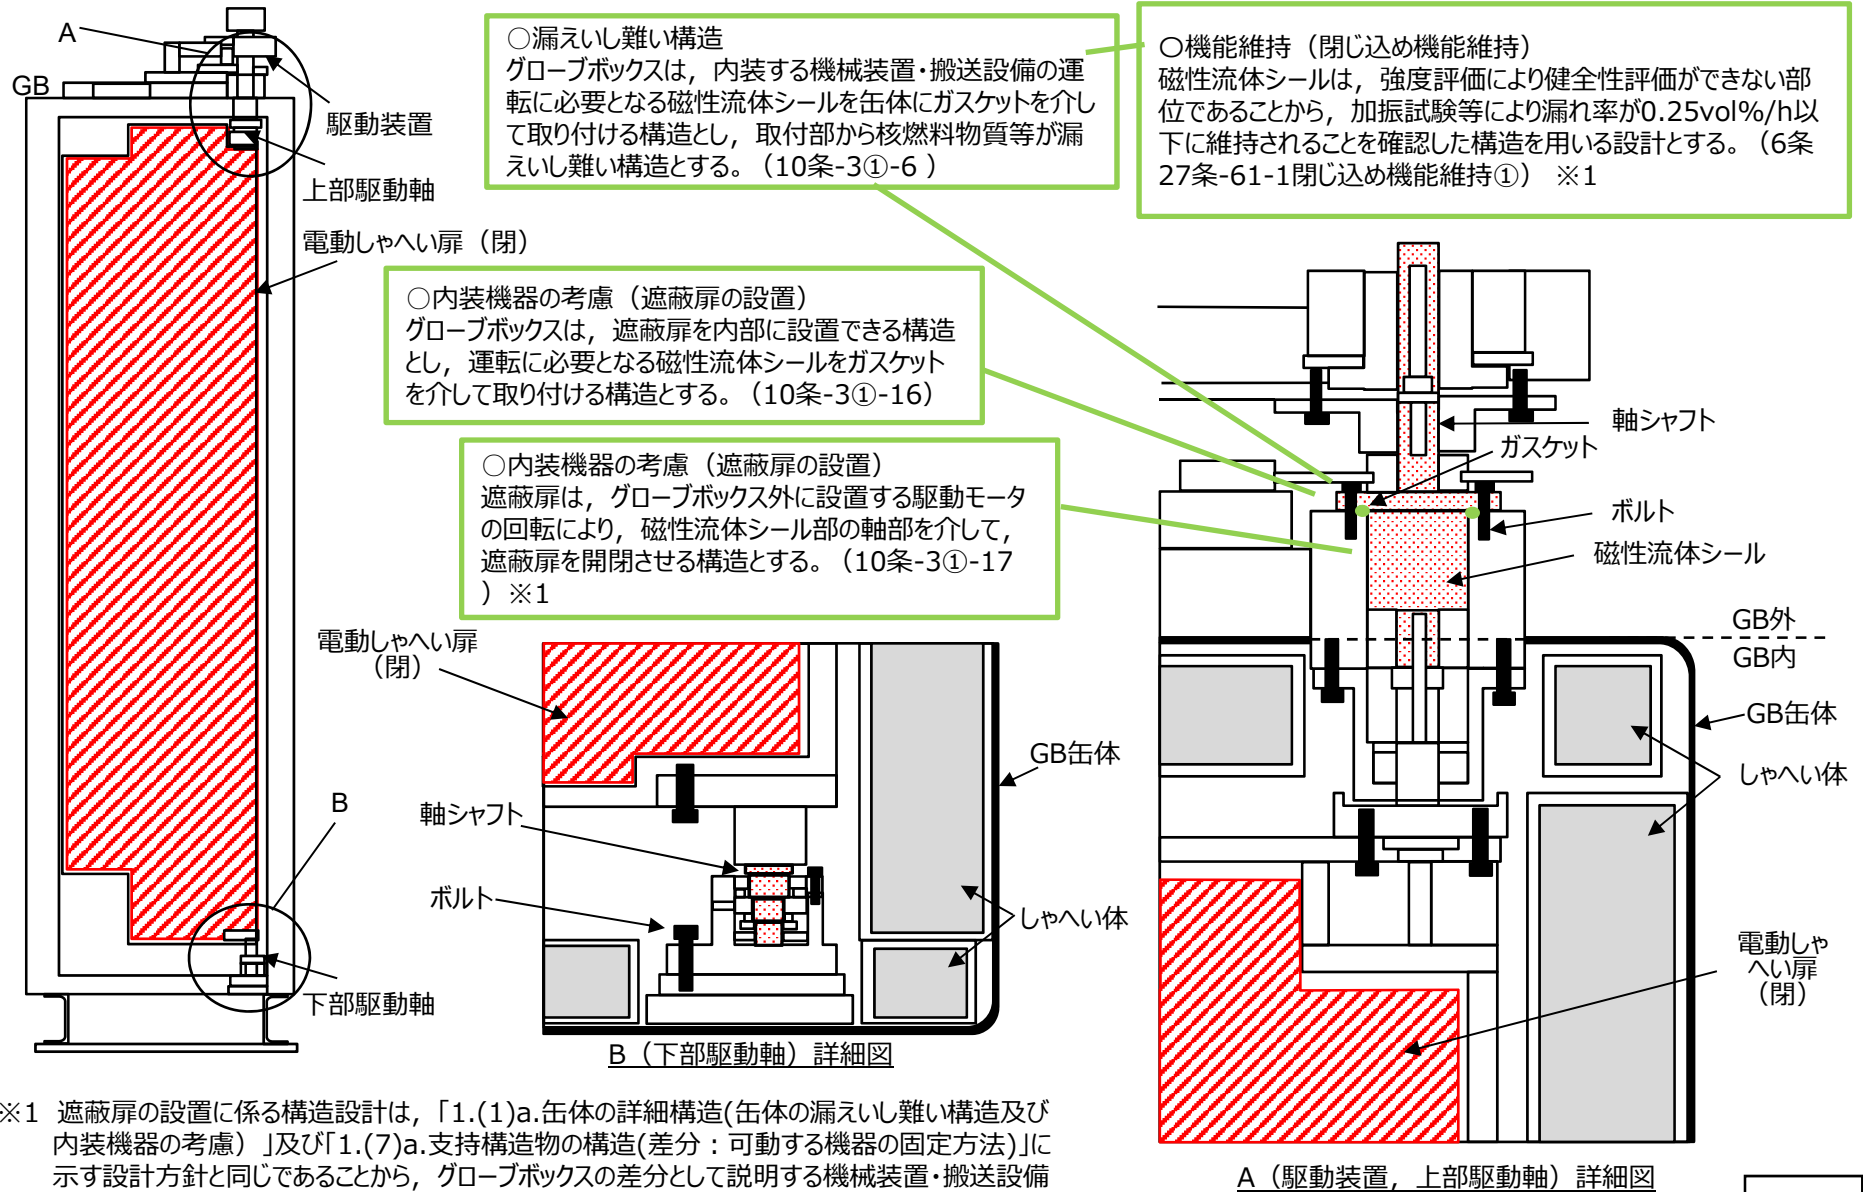 A
GB
駆動装置
上部駆動軸
電動しゃへい扉（閉）
B
下部駆動軸
○漏えいし難い構造
グローブボックスは，内装する機械装置・搬送設備の運
転に必要となる磁性流体シールを缶体にガスケットを介し
て取り付ける構造とし，取付部から核燃料物質等が漏
えいし難い構造とする。（10条-3①-6 ）
〇機能維持（閉じ込め機能維持）
磁性流体シールは，強度評価により健全性評価ができない部
位であることから，加振試験等により漏れ率が0.25vol%/h以
下に維持されることを確認した構造を用いる設計とする。（6条
27条-61-1閉じ込め機能維持①） ※1
○内装機器の考慮（遮蔽扉の設置）
グローブボックスは，遮蔽扉を内部に設置できる構造
とし，運転に必要となる磁性流体シールをガスケット
を介して取り付ける構造とする。（10条-3①-16）
○内装機器の考慮（遮蔽扉の設置）
遮蔽扉は，グローブボックス外に設置する駆動モータ
の回転により，磁性流体シール部の軸部を介して，
遮蔽扉を開閉させる構造とする。（10条-3①-17
）※1
電動しゃへい扉
（閉）
軸シャフト
ボルト
GB缶体
しゃへい体
B（下部駆動軸）詳細図
軸シャフト
ガスケット
ボルト
磁性流体シール
GB外
GB内
GB缶体
しゃへい体
電動しゃ
へい扉
（閉）
A（駆動装置，上部駆動軸）詳細図
※1 遮蔽扉の設置に係る構造設計は，「1.(1)a.缶体の詳細構造(缶体の漏えいし難い構造及び
内装機器の考慮）」及び「1.(7)a.支持構造物の構造(差分：可動する機器の固定方法)」に
示す設計方針と同じであることから，グローブボックスの差分として説明する機械装置・搬送設備